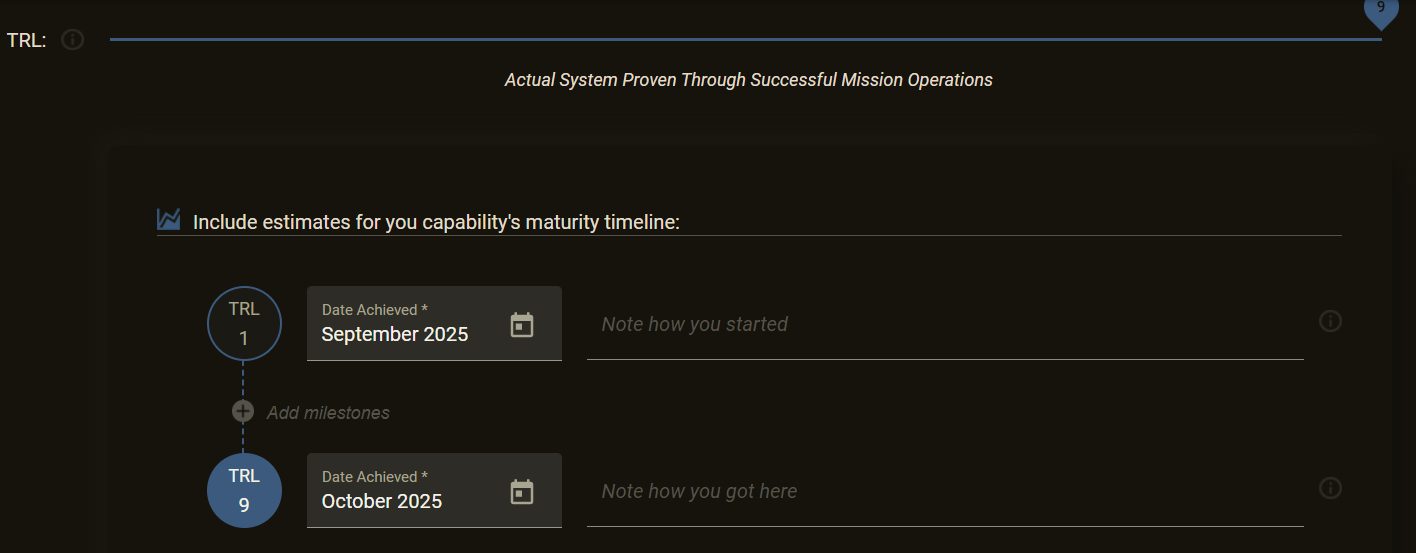 9
TRL:
Actual System Proven Through Successful Mission Operations
Include estimates for you capability's maturity timeline:
TRL
1
Date Achieved *
September 2025
Note how you started
Add milestones
TRL
9
Date Achieved *
October 2025
Note how you got here